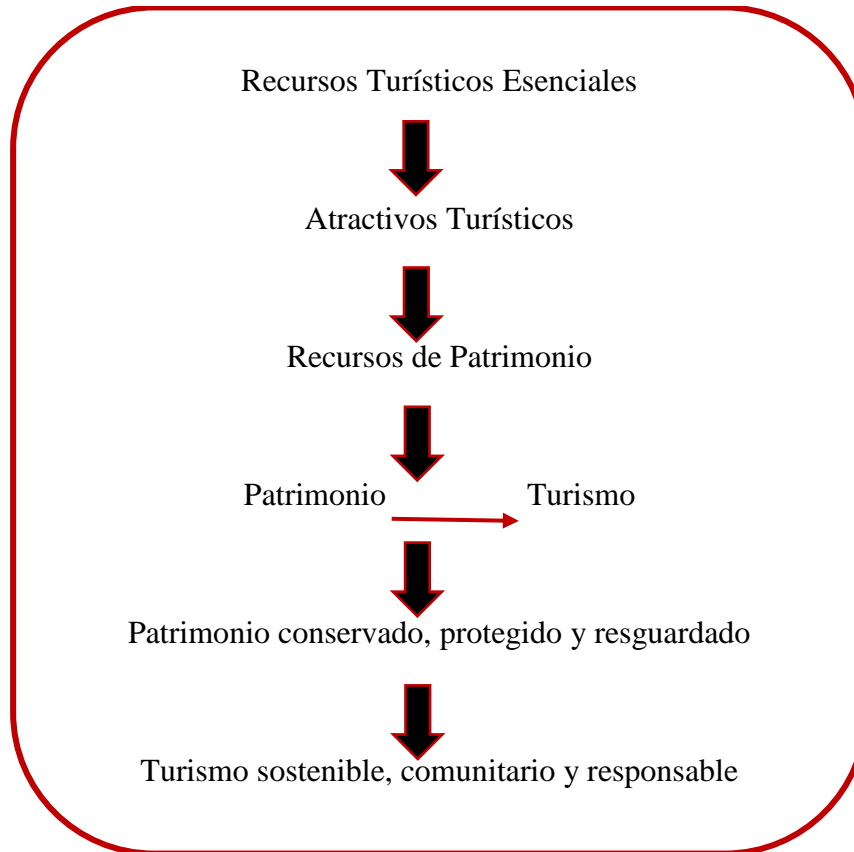 Recursos Turísticos Esenciales
Atractivos Turísticos
Recursos de Patrimonio
Patrimonio Turismo
Patrimonio conservado, protegido y resguardado
Turismo sostenible, comunitario y responsable